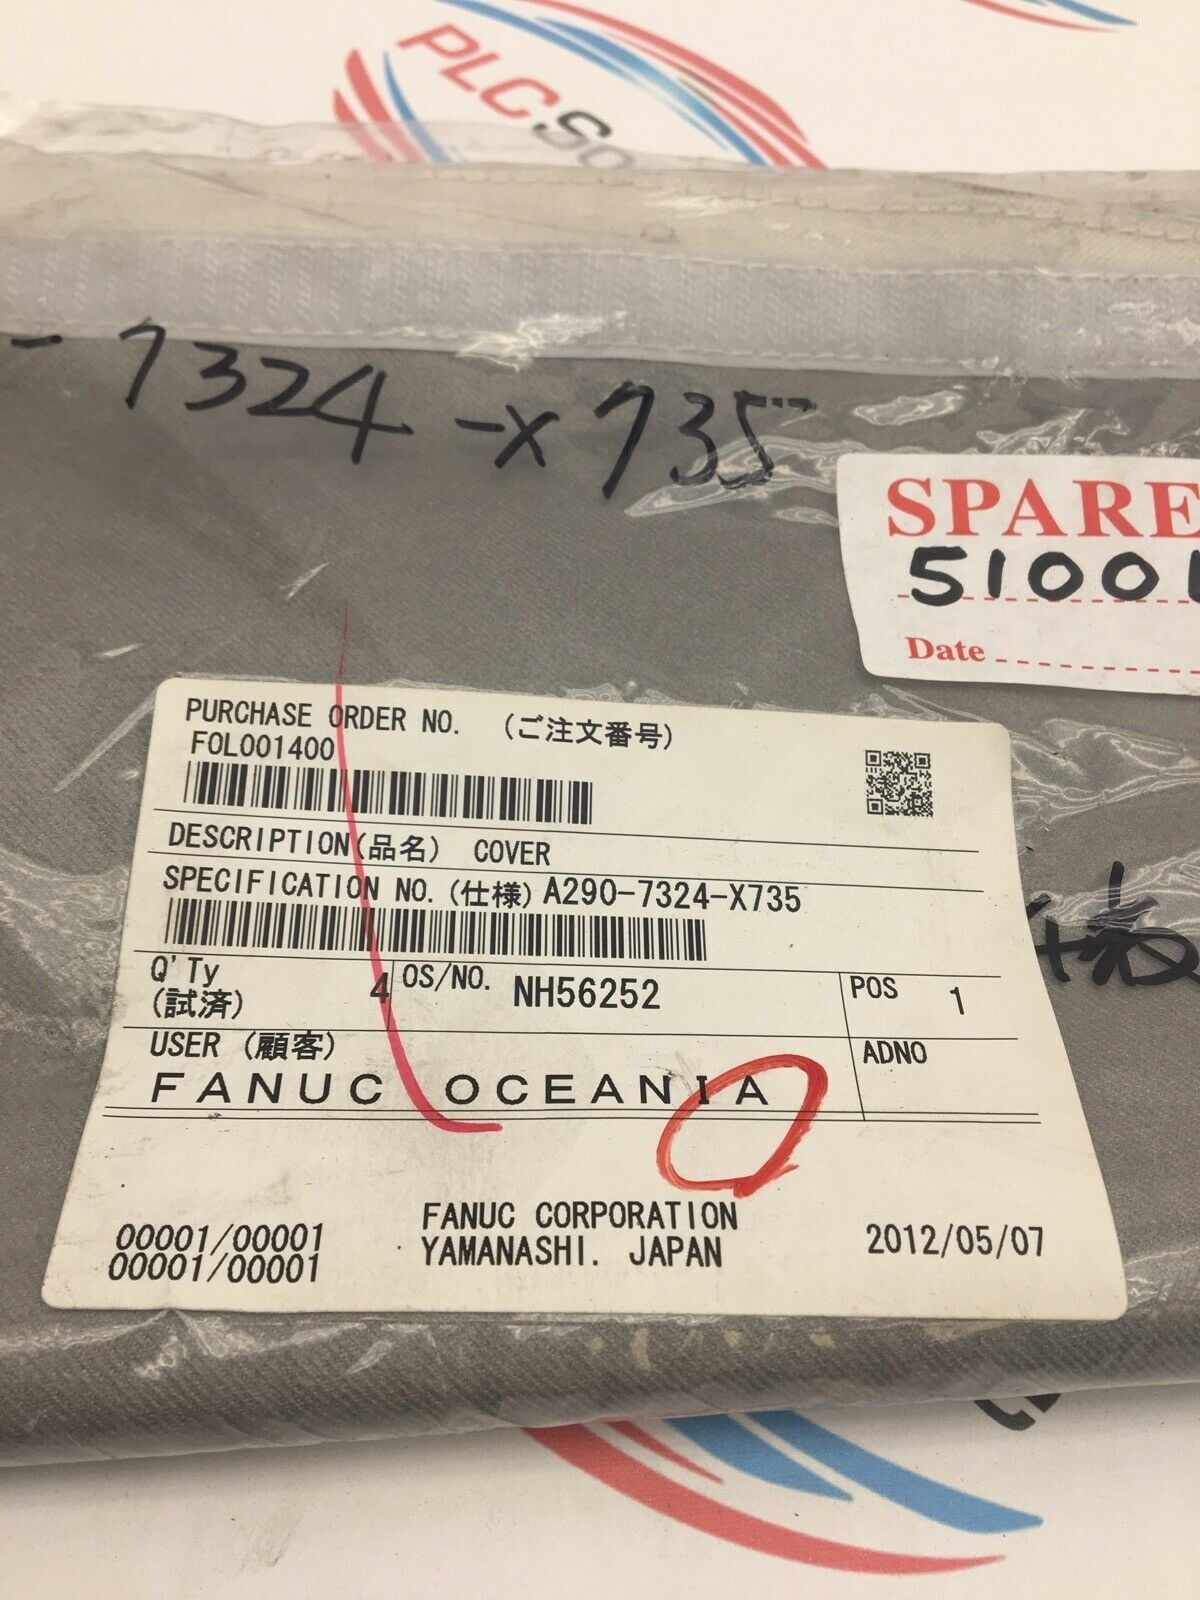 PLC
- 7324-X735
SPARE
51001
Date
PURCHASE ORDER NO. (ご注文番号)
FOL001400
DESCRIPTION(品名) COVER
SPECIFICATION NO.(仕様) A290-7324-X735
Q'Ty (試済) 4 OS/NO. NH56252 POS 1
USER (顧客) ADNO
FANUC OCEANIA
00001/00001
00001/00001
FANUC CORPORATION
YAMANASHI. JAPAN
2012/05/07